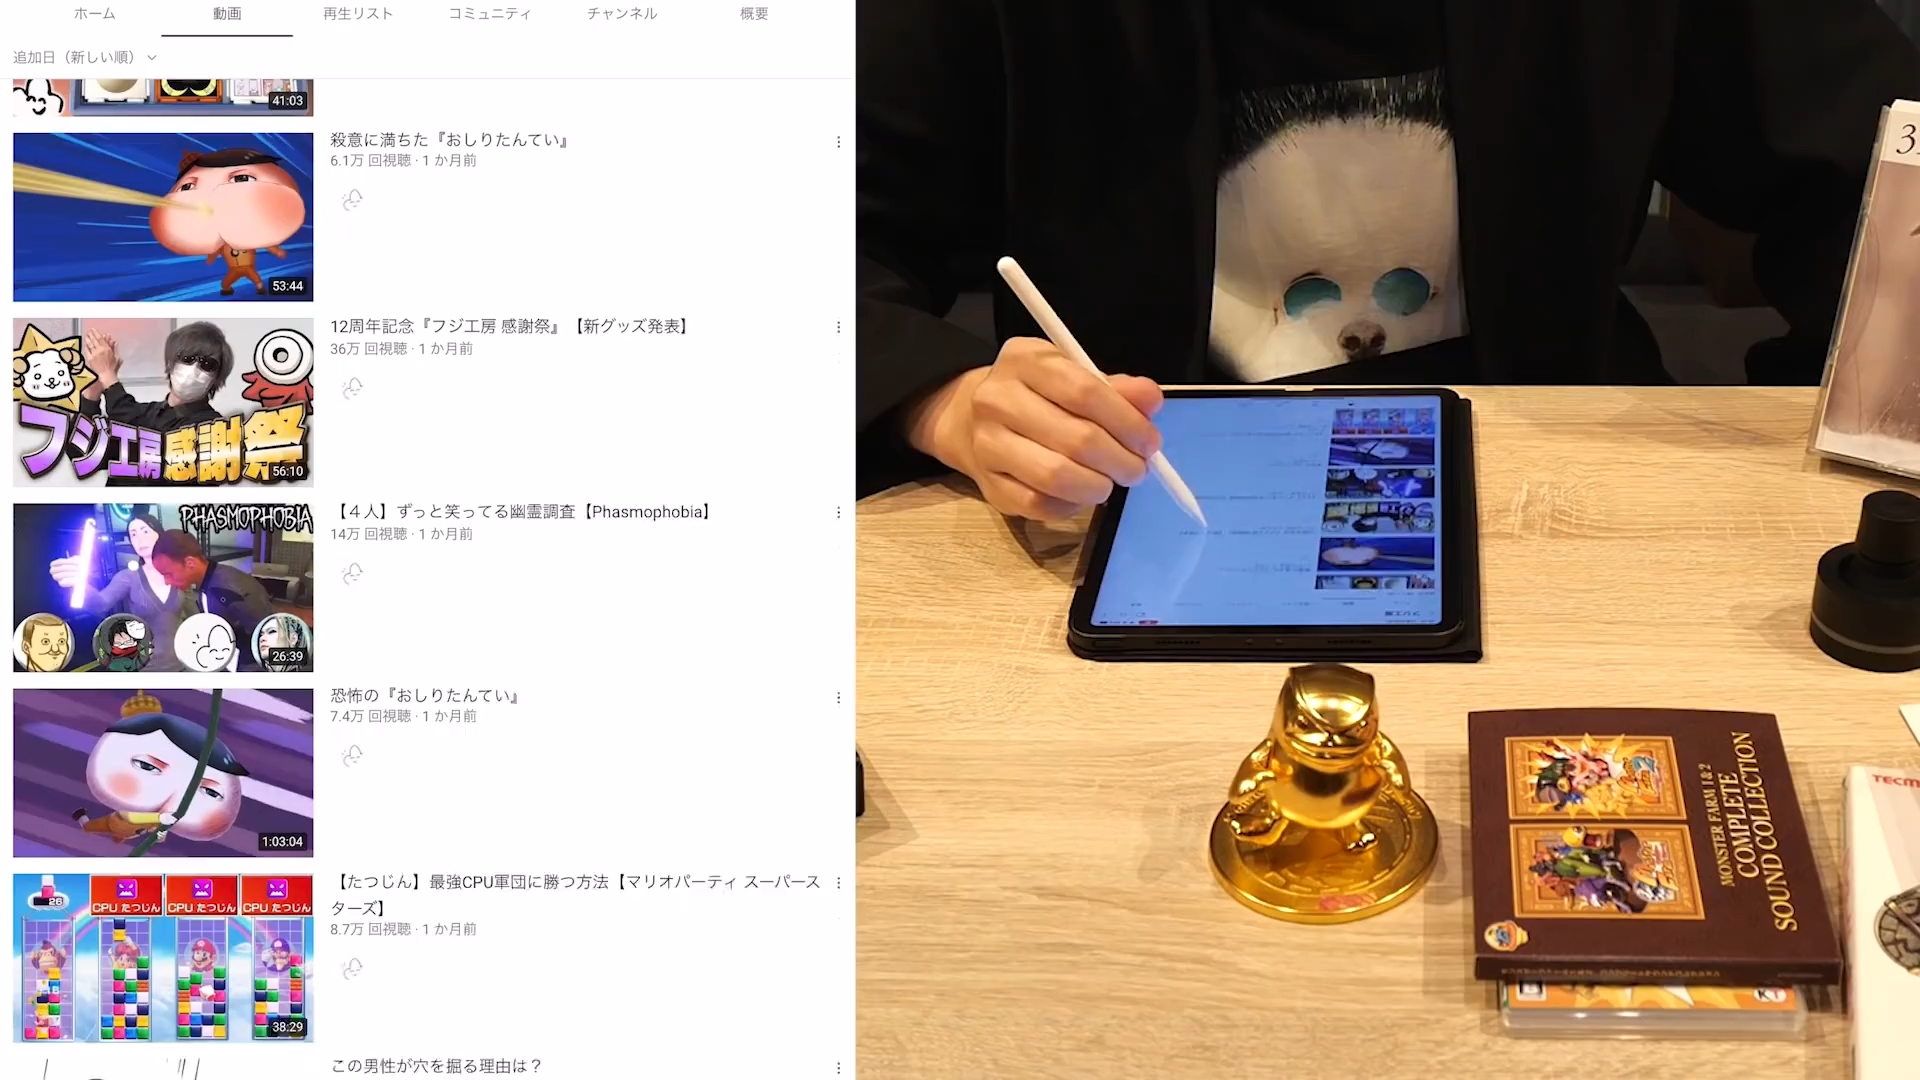 ホーム
動画
再生リスト
コミュニティ
チャンネル
概要
追加日（新しい順）
41:03
殺意に満ちた『おしりたんてい』
6.1万 回視聴・1 か月前
53:44
12周年記念『フジ工房 感謝祭』【新グッズ発表】
36万 回視聴・1 か月前
フジ工房感謝祭
56:10
【４人】ずっと笑ってる幽霊調査【Phasmophobia】
14万 回視聴・1 か月前
PHASMOPHOBIA
26:39
恐怖の『おしりたんてい』
7.4万 回視聴・1 か月前
1:03:04
【たつじん】最強CPU軍団に勝つ方法【マリオパーティ スーパース
ターズ】
8.7万 回視聴・1 か月前
26
CPU たつじん
CPU たつじん
CPU たつじん
38:29
この男性が穴を掘る理由は？
MONSTER FARM 1 & 2
COMPLETE
SOUND COLLECTION
TECM
KT
3